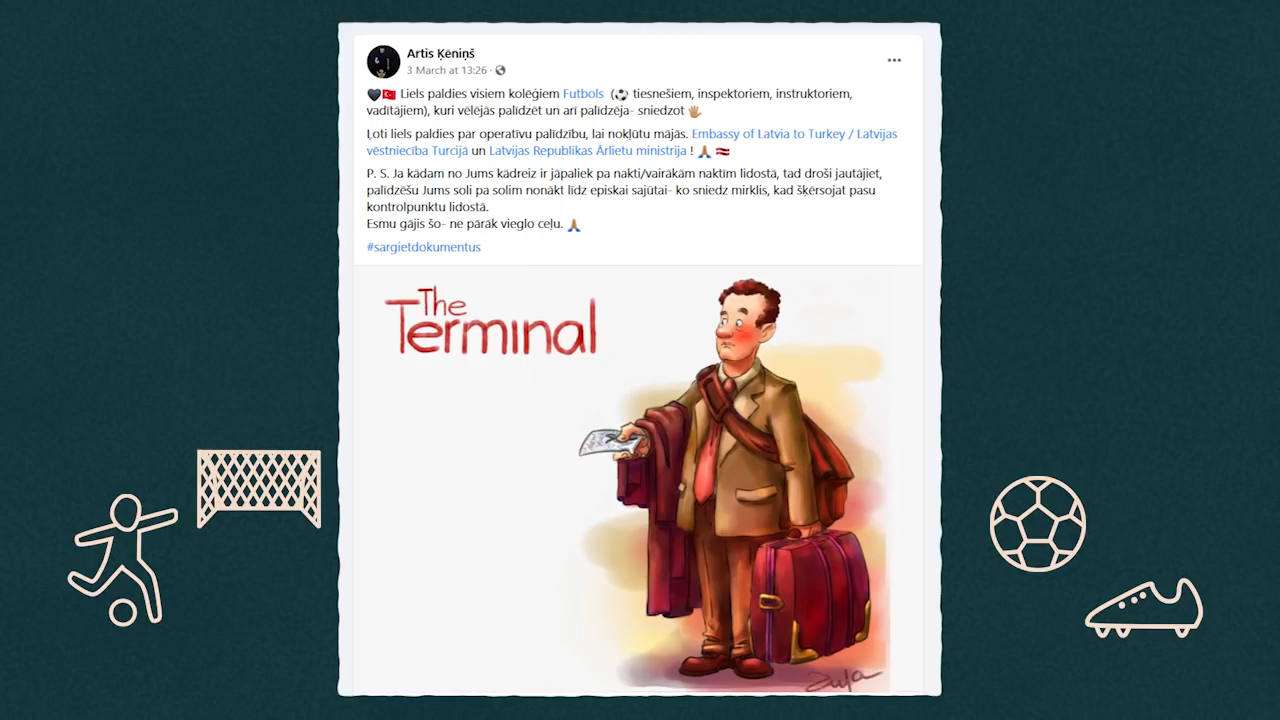 Artis Ķēniņš
3 March at 13:26 ·
🖤🇹🇷 Liels paldies visiem kolēģiem Futbols (⚽ tiesnešiem, inspektoriem, instruktoriem,
vadītājiem), kuri vēlējās palīdzēt un arī palīdzēja- sniedzot 🖐🏽
Ļoti liels paldies par operatīvu palīdzību, lai nokļūtu mājās. Embassy of Latvia to Turkey / Latvijas
vēstniecība Turcijā un Latvijas Republikas Ārlietu ministrija ! 🙏🏽 🇱🇻
P. S. Ja kādam no Jums kādreiz ir jāpaliek pa nakti/vairākām naktīm lidostā, tad droši jautājiet,
palīdzēšu Jums soli pa solim nonākt līdz episkai sajūtai- ko sniedz mirklis, kad šķērsojat pasu
kontrolpunktu lidostā.
Esmu gājis šo- ne pārāk vieglo ceļu. 🙏🏽
#sargietdokumentus
The
Terminal